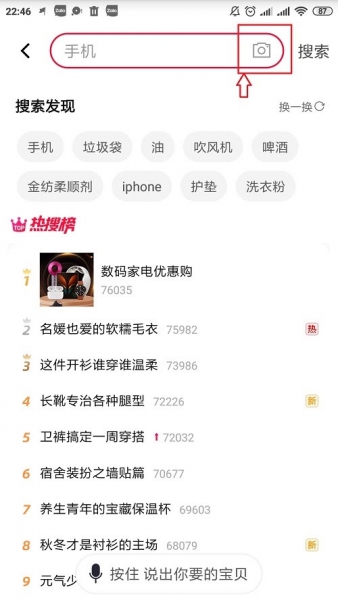 22:46 Zalo Zalo 87
手机 搜索
搜索发现 换一换
手机 垃圾袋 油 吹风机 啤酒
金纺柔顺剂 iphone 护垫 洗衣粉
TOP 热搜榜
1 数码家电优惠购
76035
2 名媛也爱的软糯毛衣 75982 热
3 这件开衫谁穿谁温柔 73986
4 长靴专治各种腿型 72226 新
5 卫裤搞定一周穿搭 72032
6 宿舍装扮之墙贴篇 70677
7 养生青年的宝藏保温杯 69603
8 秋冬才是衬衫的主场 68079 新
9 元气少
按住 说出你要的宝贝